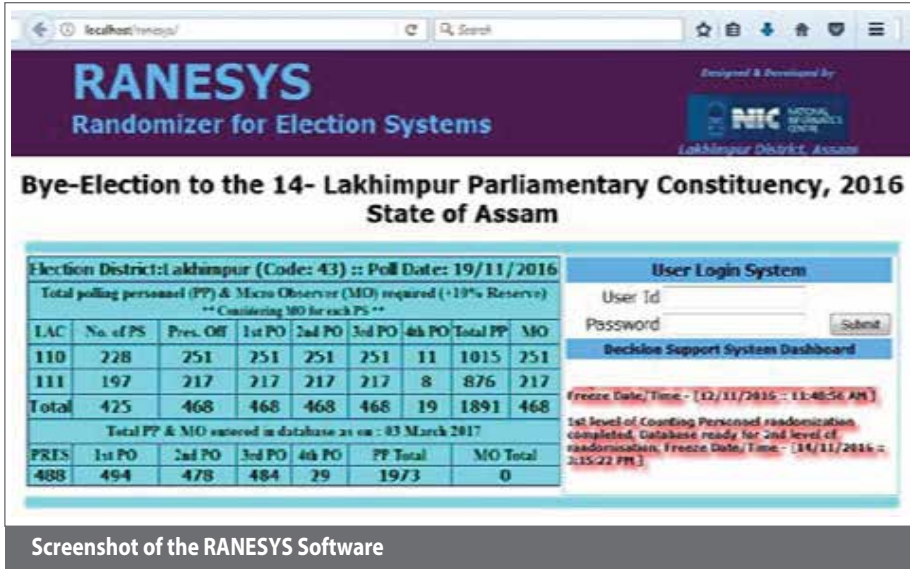 localhost/ranesys/
Search
RANESYS
Randomizer for Election Systems
Designed & Developed by
NIC NATIONAL INFORMATICS CENTRE
Lakhimpur District, Assam
Bye-Election to the 14- Lakhimpur Parliamentary Constituency, 2016
State of Assam
Election District:Lakhimpur (Code: 43) :: Poll Date: 19/11/2016
Total polling personnel (PP) & Micro Observer (MO) required (+10% Reserve)
** Considering MO for each PS **
LAC No. of PS Pres. Off 1st PO 2nd PO 3rd PO 4th PO Total PP MO
110 228 251 251 251 251 11 1015 251
111 197 217 217 217 217 8 876 217
Total 425 468 468 468 468 19 1891 468
Total PP & MO entered in database as on : 03 March 2017
PRES 1st PO 2nd PO 3rd PO 4th PO PP Total MO Total
488 494 478 484 29 1973 0
User Login System
User Id
Password
Submit
Decision Support System Dashboard
Freeze Date/Time - [12/11/2016 :: 11:48:56 AM]
1st level of Counting Personnel randomization
completed, Database ready for 2nd level of
randomisation, Freeze Date/Time - [14/11/2016 ::
3:15:22 PM]
Screenshot of the RANESYS Software